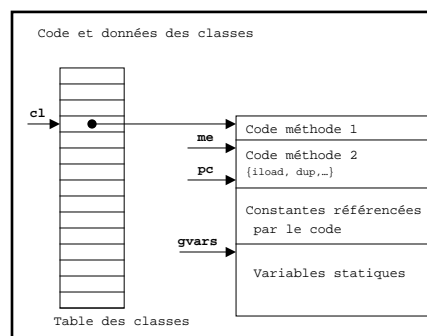 Code et données des classes
cl
Code méthode 1
me
Code méthode 2
{iload, dup,…}
pc
Constantes référencées
par le code
gvars
Variables statiques
Table des classes